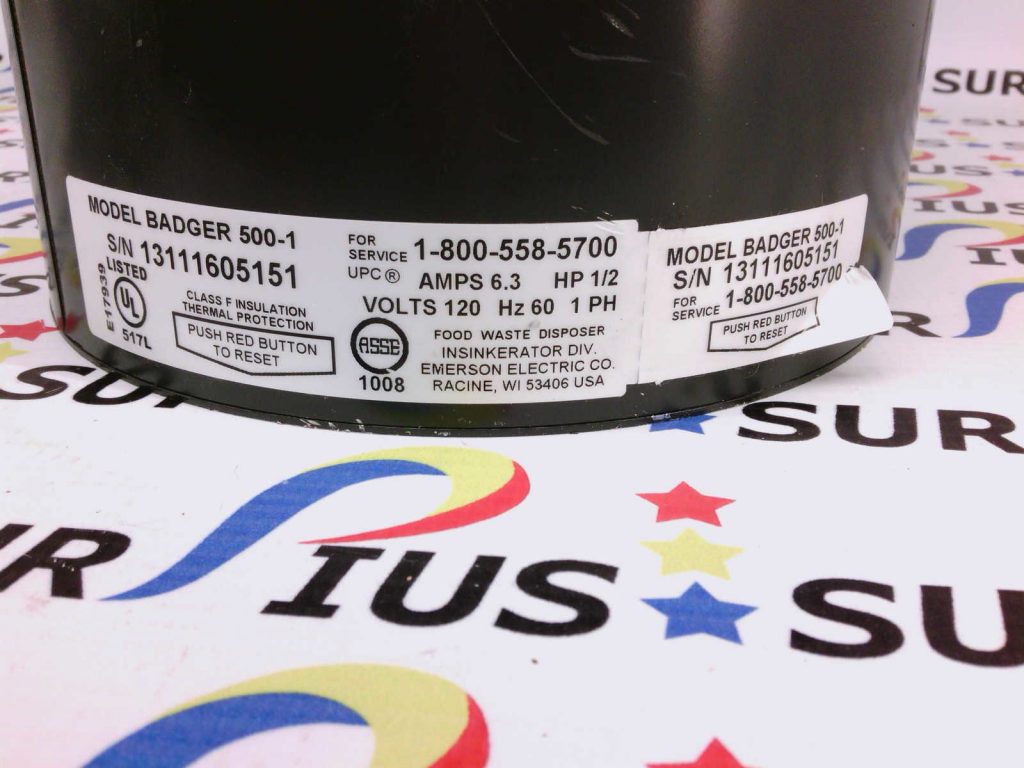 MODEL BADGER 500-1
S/N 13111605151
LISTED
E17939
UL
517L
CLASS F INSULATION
THERMAL PROTECTION
PUSH RED BUTTON
TO RESET
FOR
SERVICE 1-800-558-5700
UPC®
AMPS 6.3 HP 1/2
VOLTS 120 Hz 60 1 PH
ASSE
1008
FOOD WASTE DISPOSER
INSINKERATOR DIV.
EMERSON ELECTRIC CO.
RACINE, WI 53406 USA
MODEL BADGER 500-1
S/N 13111605151
FOR
SERVICE 1-800-558-5700
PUSH RED BUTTON
TO RESET
SUR
IUS
SUR
SUR
PIUS
SU